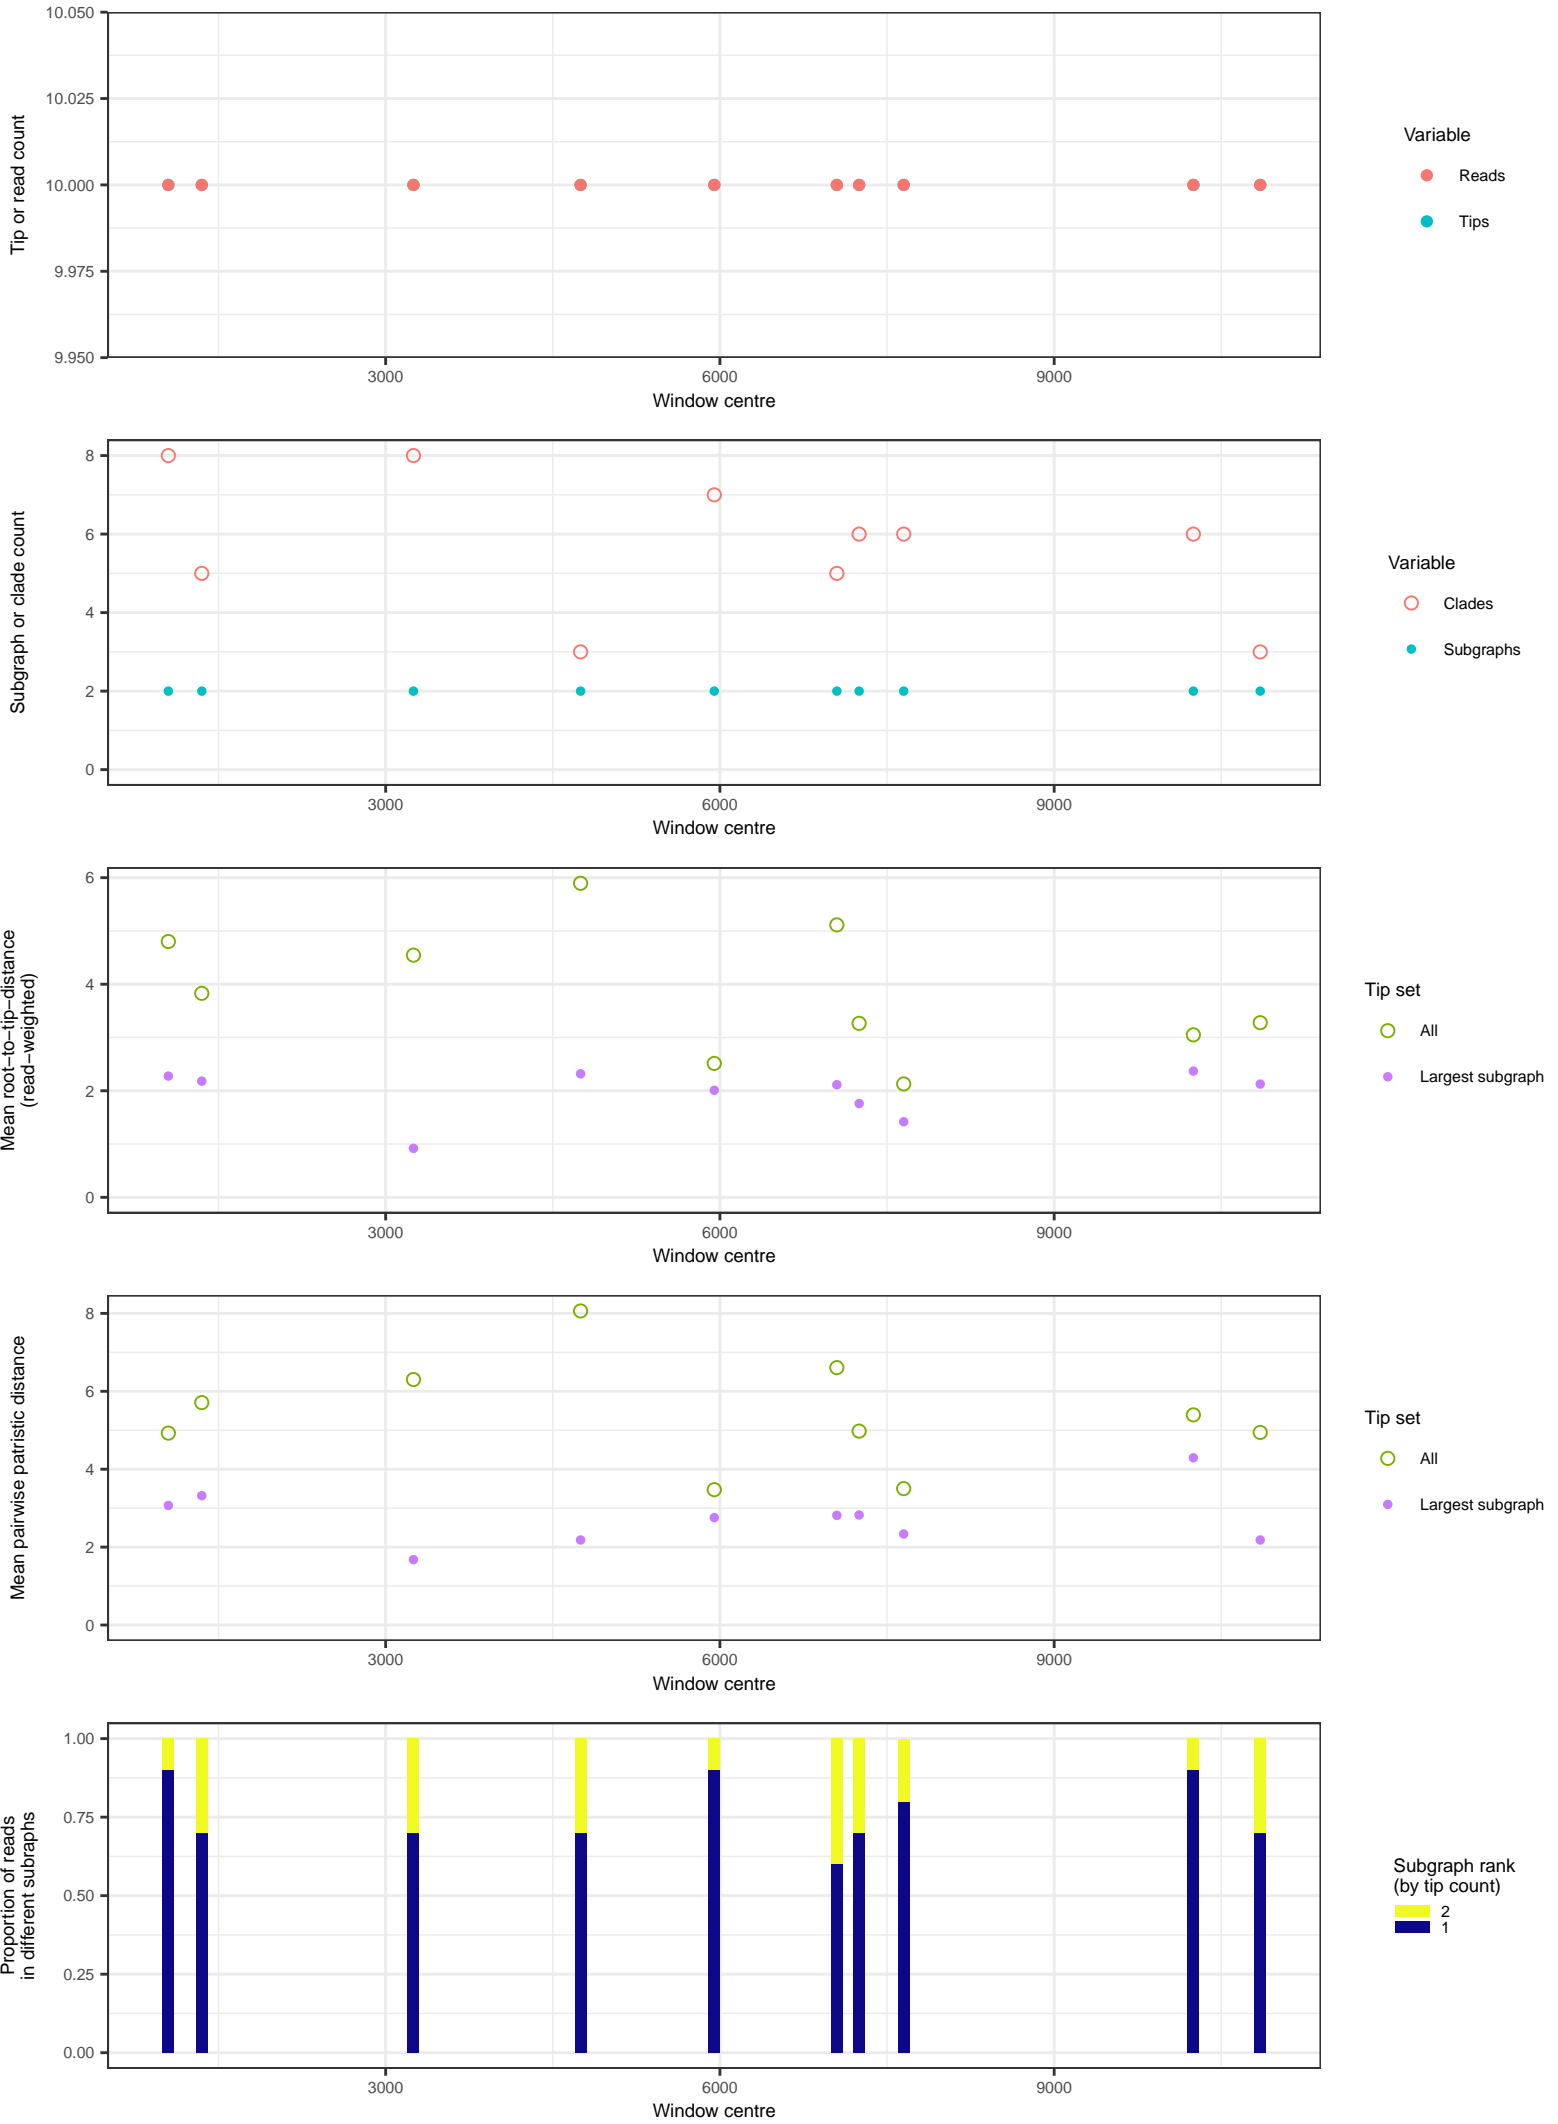 10.050
10.025
10.000
9.975
9.950
Tip or read count
3000
6000
9000
Window centre
Variable
Reads
Tips
8
6
4
2
0
Subgraph or clade count
3000
6000
9000
Window centre
Variable
Clades
Subgraphs
6
4
2
0
Mean root−to−tip−distance
(read−weighted)
3000
6000
9000
Window centre
Tip set
All
Largest subgraph
8
6
4
2
0
Mean pairwise patristic distance
3000
6000
9000
Window centre
Tip set
All
Largest subgraph
1.00
0.75
0.50
0.25
0.00
Proportion of reads
in different subraphs
3000
6000
9000
Window centre
Subgraph rank
(by tip count)
2
1